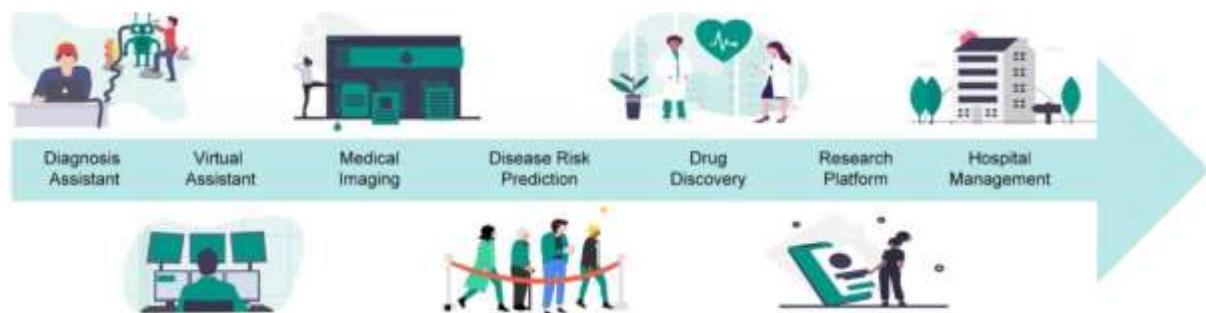 Diagnosis
Assistant
Virtual
Assistant
Medical
Imaging
Disease Risk
Prediction
Drug
Discovery
Research
Platform
Hospital
Management